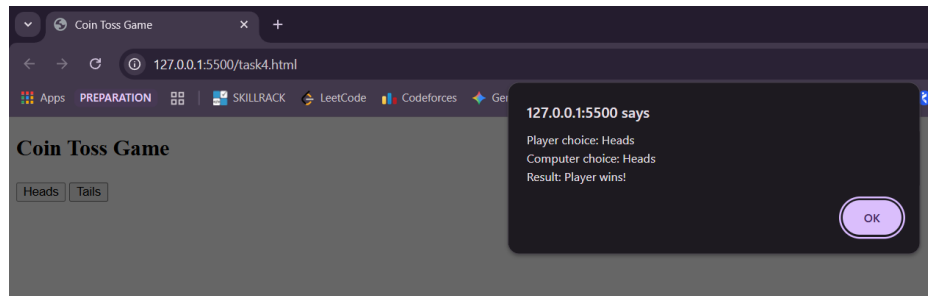 Coin Toss Game
127.0.0.1:5500/task4.html
Apps PREPARATION SKILLRACK LeetCode Codeforces
127.0.0.1:5500 says
Player choice: Heads
Computer choice: Heads
Result: Player wins!
OK
Coin Toss Game
Heads Tails